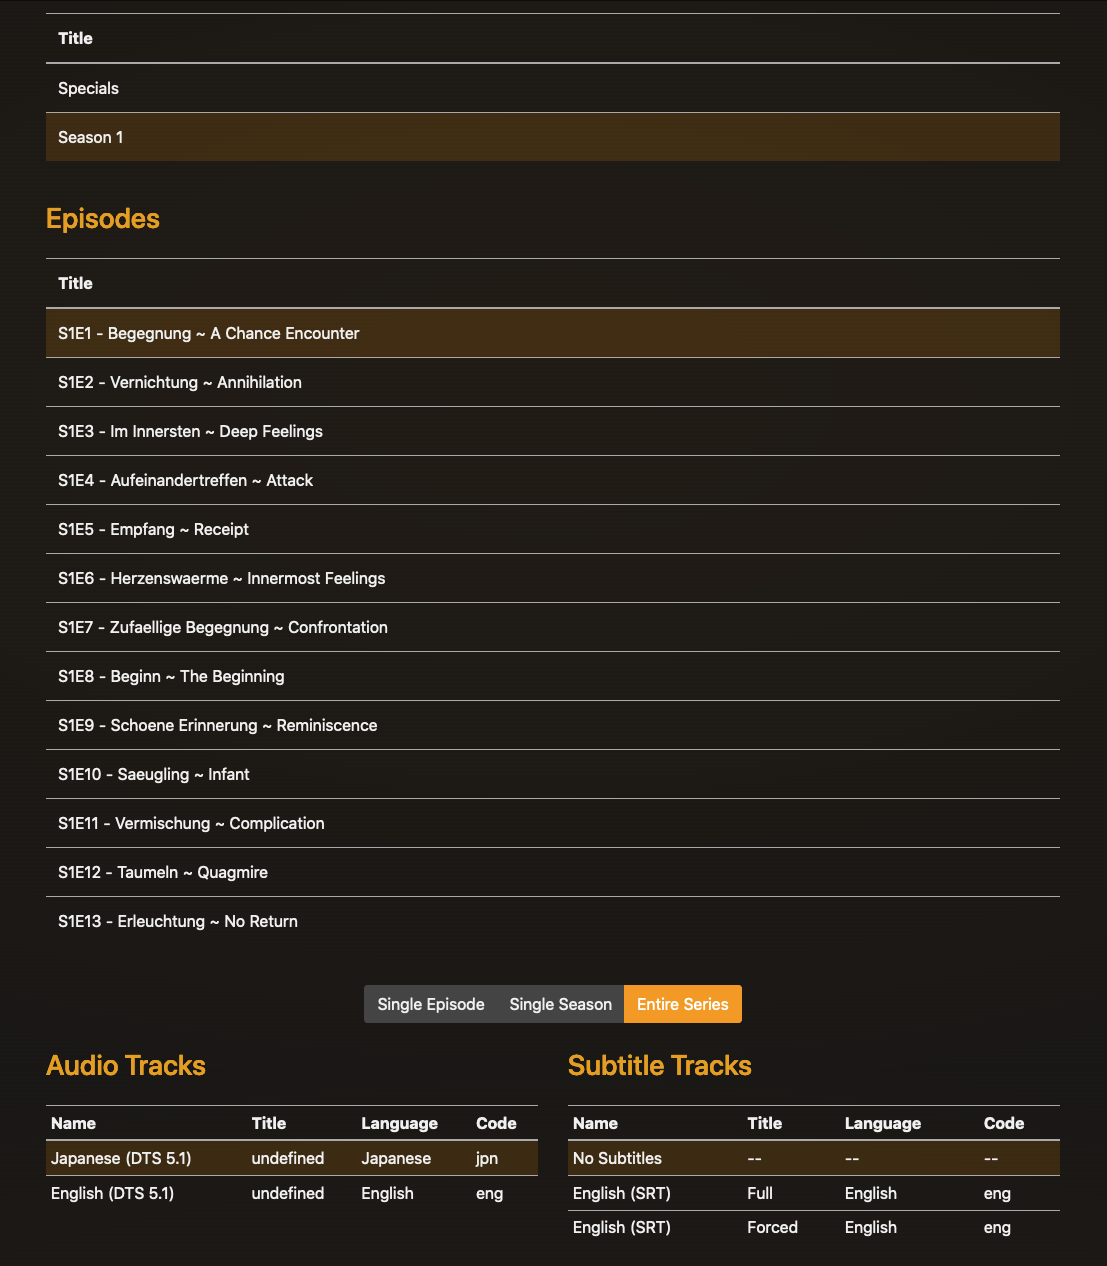 Title
Specials
Season 1
Episodes
Title
S1E1 - Begegnung ~ A Chance Encounter
S1E2 - Vernichtung ~ Annihilation
S1E3 - Im Innersten ~ Deep Feelings
S1E4 - Aufeinandertreffen ~ Attack
S1E5 - Empfang ~ Receipt
S1E6 - Herzenswaerme ~ Innermost Feelings
S1E7 - Zufaellige Begegnung ~ Confrontation
S1E8 - Beginn ~ The Beginning
S1E9 - Schoene Erinnerung ~ Reminiscence
S1E10 - Saeugling ~ Infant
S1E11 - Vermischung ~ Complication
S1E12 - Taumeln ~ Quagmire
S1E13 - Erleuchtung ~ No Return
Single Episode Single Season Entire Series
Audio Tracks
Name Title Language Code
Japanese (DTS 5.1) undefined Japanese jpn
English (DTS 5.1) undefined English eng
Subtitle Tracks
Name Title Language Code
No Subtitles -- -- --
English (SRT) Full English eng
English (SRT) Forced English eng